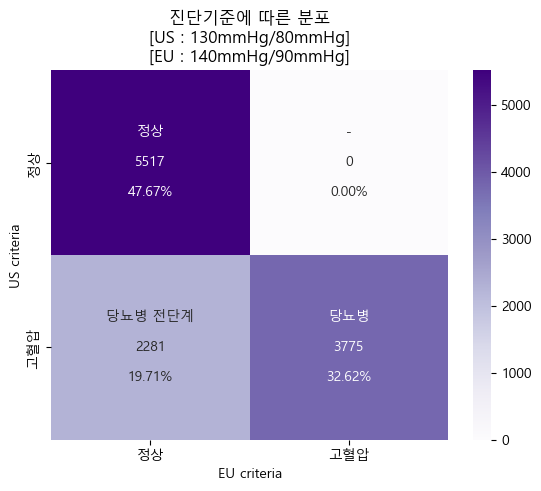 진단기준에 따른 분포
[US : 130mmHg/80mmHg]
[EU : 140mmHg/90mmHg]
정상
5517
47.67%
-
0
0.00%
당뇨병 전단계
2281
19.71%
당뇨병
3775
32.62%
US criteria
정상
고혈압
정상
고혈압
EU criteria
5000
4000
3000
2000
1000
0